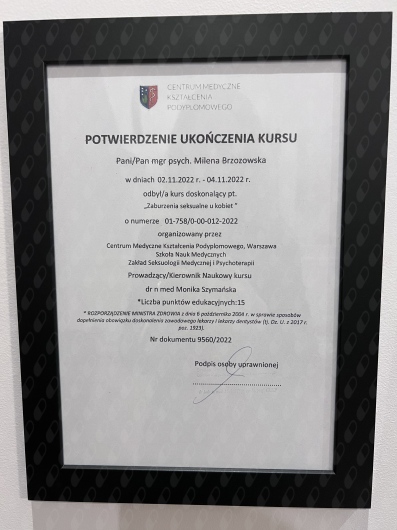 CENTRUM MEDYCZNE
KSZTAŁCENIA
PODYPLOMOWEGO
POTWIERDZENIE UKOŃCZENIA KURSU
Pani/Pan mgr psych. Milena Brzozowska
w dniach 02.11.2022 r. - 04.11.2022 r.
odbył/a kurs doskonalący pt.
„Zaburzenia seksualne u kobiet "
o numerze 01-758/0-00-012-2022
organizowany przez
Centrum Medyczne Kształcenia Podyplomowego, Warszawa
Szkoła Nauk Medycznych
Zakład Seksuologii Medycznej i Psychoterapii
Prowadzący/Kierownik Naukowy kursu
dr n med Monika Szymańska
*Liczba punktów edukacyjnych:15
* ROZPORZĄDZENIE MINISTRA ZDROWIA z dnia 6 października 2004 r. w sprawie sposobów
dopełnienia obowiązku doskonalenia zawodowego lekarzy i lekarzy dentystów (tj. Dz. U. z 2017 r.
poz. 1923).
Nr dokumentu 9560/2022
Podpis osoby uprawnionej